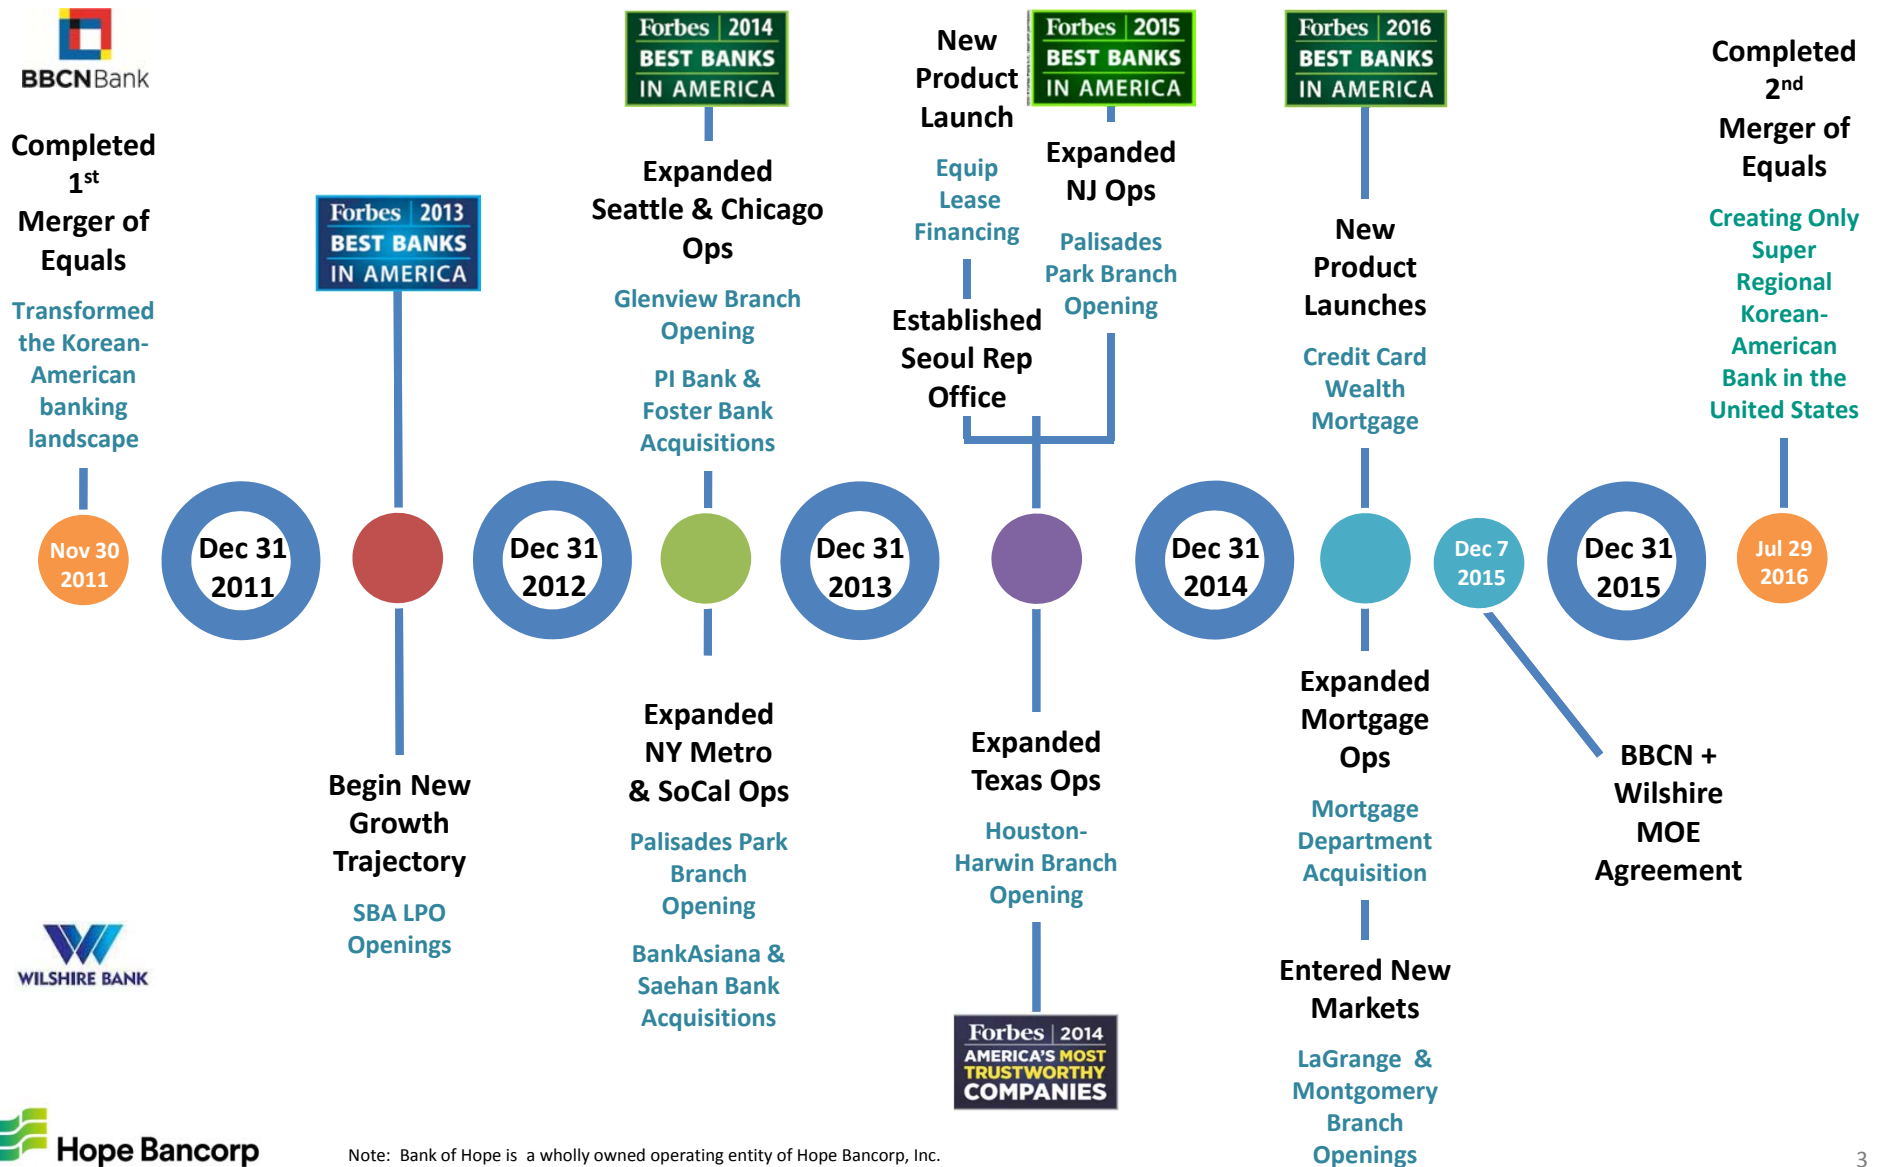 BBCN Bank
Completed
1st
Merger of
Equals
Transformed
the Korean-
American
banking
landscape
Nov 30
2011
Dec 31
2011
Forbes | 2013
BEST BANKS
IN AMERICA
Begin New
Growth
Trajectory
SBA LPO
Openings
Dec 31
2012
Forbes | 2014
BEST BANKS
IN AMERICA
Expanded
Seattle & Chicago
Ops
Glenview Branch
Opening
PI Bank &
Foster Bank
Acquisitions
Expanded
NY Metro
& SoCal Ops
Palisades Park
Branch
Opening
BankAsiana &
Saehan Bank
Acquisitions
Dec 31
2013
New
Product
Launch
Equip
Lease
Financing
Established
Seoul Rep
Office
Forbes | 2015
BEST BANKS
IN AMERICA
Expanded
NJ Ops
Palisades
Park Branch
Opening
Expanded
Texas Ops
Houston-
Harwin Branch
Opening
Forbes | 2014
AMERICA'S MOST
TRUSTWORTHY
COMPANIES
Dec 31
2014
Forbes | 2016
BEST BANKS
IN AMERICA
New
Product
Launches
Credit Card
Wealth
Mortgage
Expanded
Mortgage
Ops
Mortgage
Department
Acquisition
Entered New
Markets
LaGrange &
Montgomery
Branch
Openings
Dec 7
2015
BBCN +
Wilshire
MOE
Agreement
Dec 31
2015
Completed
2nd
Merger of
Equals
Creating Only
Super
Regional
Korean-
American
Bank in the
United States
Jul 29
2016
WILSHIRE BANK
Hope Bancorp
Note: Bank of Hope is a wholly owned operating entity of Hope Bancorp, Inc.
3